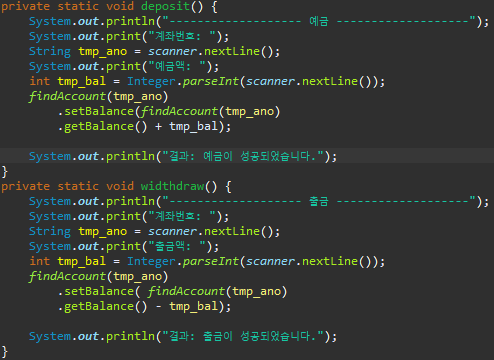 private static void deposit() {
    System.out.println("------------------- 예금 -------------------");
    System.out.print("계좌번호: ");
    String tmp_ano = scanner.nextLine();
    System.out.print("예금액: ");
    int tmp_bal = Integer.parseInt(scanner.nextLine());
    findAccount(tmp_ano)
        .setBalance(findAccount(tmp_ano)
        .getBalance() + tmp_bal);

    System.out.println("결과: 예금이 성공되었습니다.");
}
private static void widthdraw() {
    System.out.println("------------------- 출금 -------------------");
    System.out.print("계좌번호: ");
    String tmp_ano = scanner.nextLine();
    System.out.print("출금액: ");
    int tmp_bal = Integer.parseInt(scanner.nextLine());
    findAccount(tmp_ano)
        .setBalance( findAccount(tmp_ano)
        .getBalance() - tmp_bal);

    System.out.println("결과: 출금이 성공되었습니다.");
}